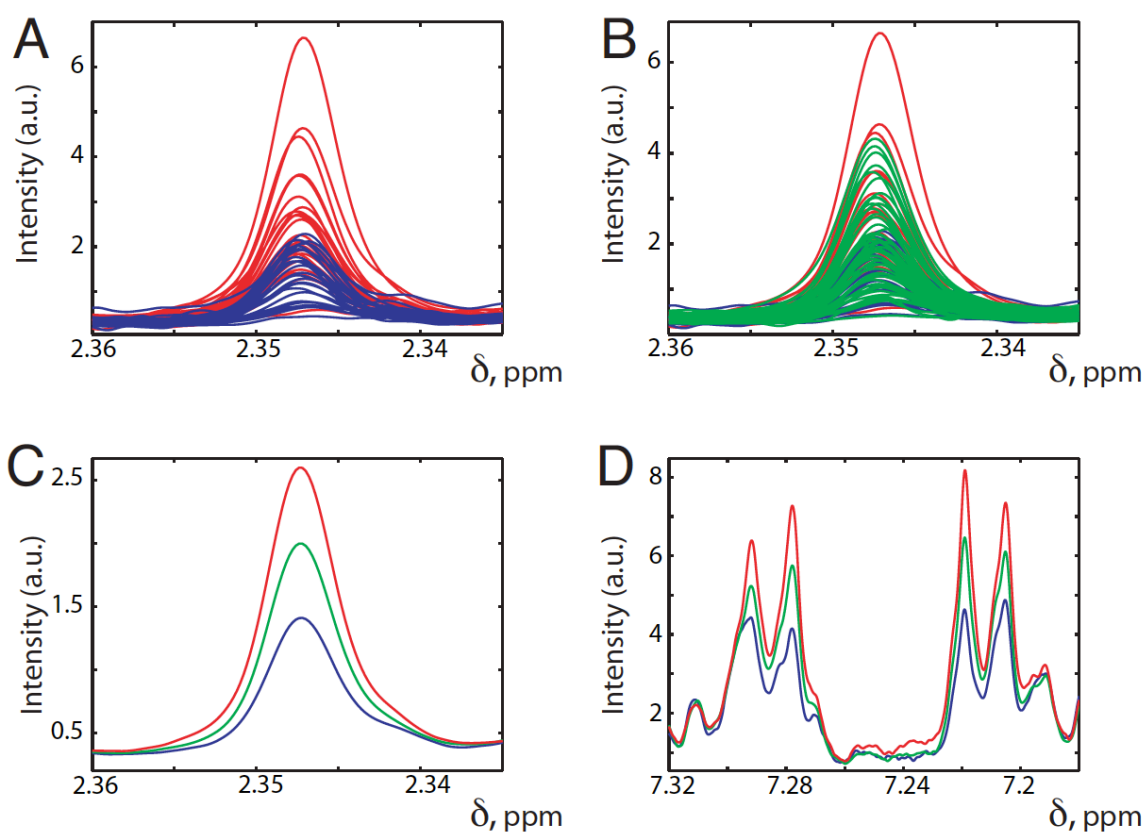 A
Intensity (a.u.)
6
4
2
2.36
2.35
2.34
δ, ppm
B
Intensity (a.u.)
6
4
2
2.36
2.35
2.34
δ, ppm
C
Intensity (a.u.)
2.5
1.5
0.5
2.36
2.35
2.34
δ, ppm
D
Intensity (a.u.)
8
6
4
2
7.32
7.28
7.24
7.2
δ, ppm